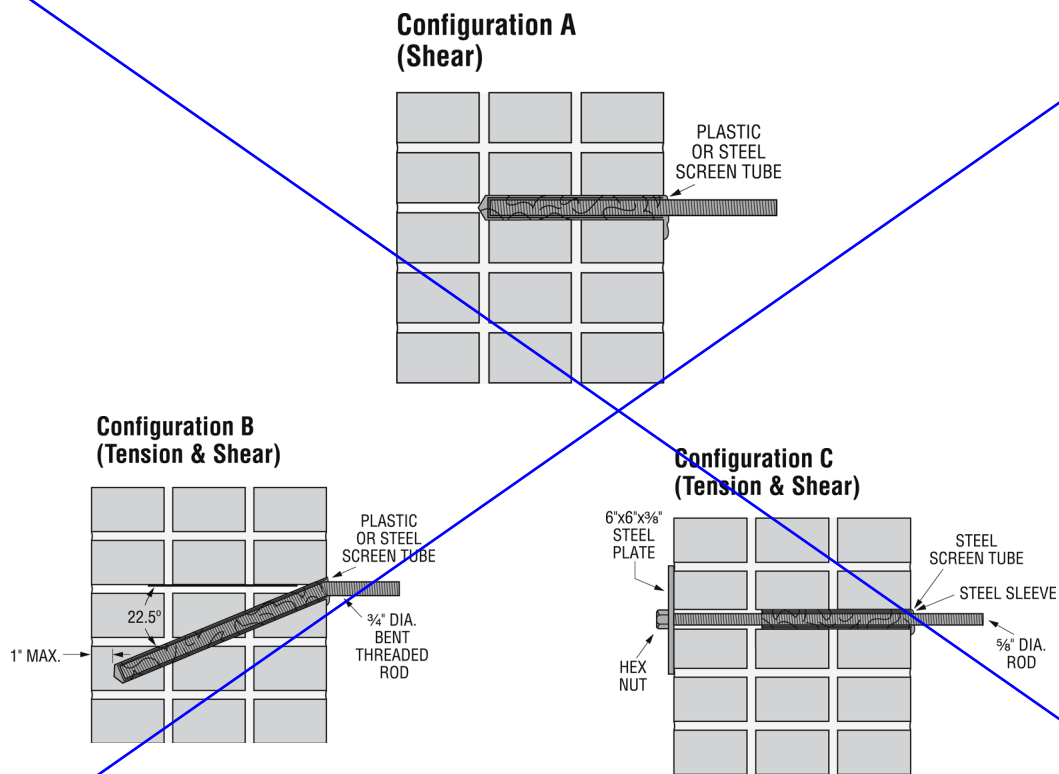 Configuration A
(Shear)
PLASTIC
OR STEEL
SCREEN TUBE
Configuration B
(Tension & Shear)
PLASTIC
OR STEEL
SCREEN TUBE
22.5º
1" MAX.
¾" DIA.
BENT
THREADED
ROD
Configuration C
(Tension & Shear)
6"x6"x⅜"
STEEL
PLATE
STEEL
SCREEN TUBE
STEEL SLEEVE
HEX
NUT
⅝" DIA.
ROD